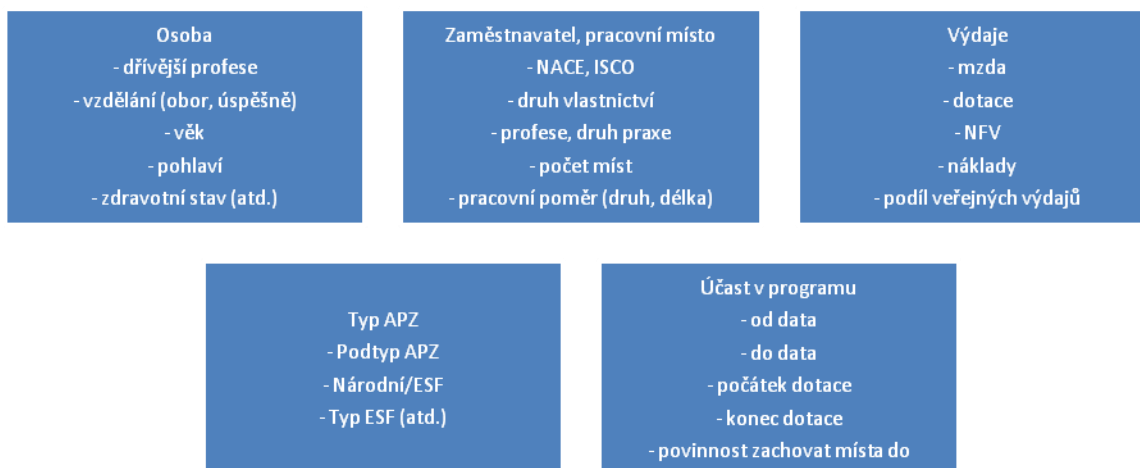 Osoba
- dřívější profese
- vzdělání (obor, úspěšně)
- věk
- pohlaví
- zdravotní stav (atd.)
Zaměstnavatel, pracovní místo
- NACE, ISCO
- druh vlastnictví
- profese, druh praxe
- počet míst
- pracovní poměr (druh, délka)
Výdaje
- mzda
- dotace
- NFV
- náklady
- podíl veřejných výdajů
Typ APZ
- Podtyp APZ
- Národní/ESF
- Typ ESF (atd.)
Účast v programu
- od data
- do data
- počátek dotace
- konec dotace
- povinnost zachovat místa do